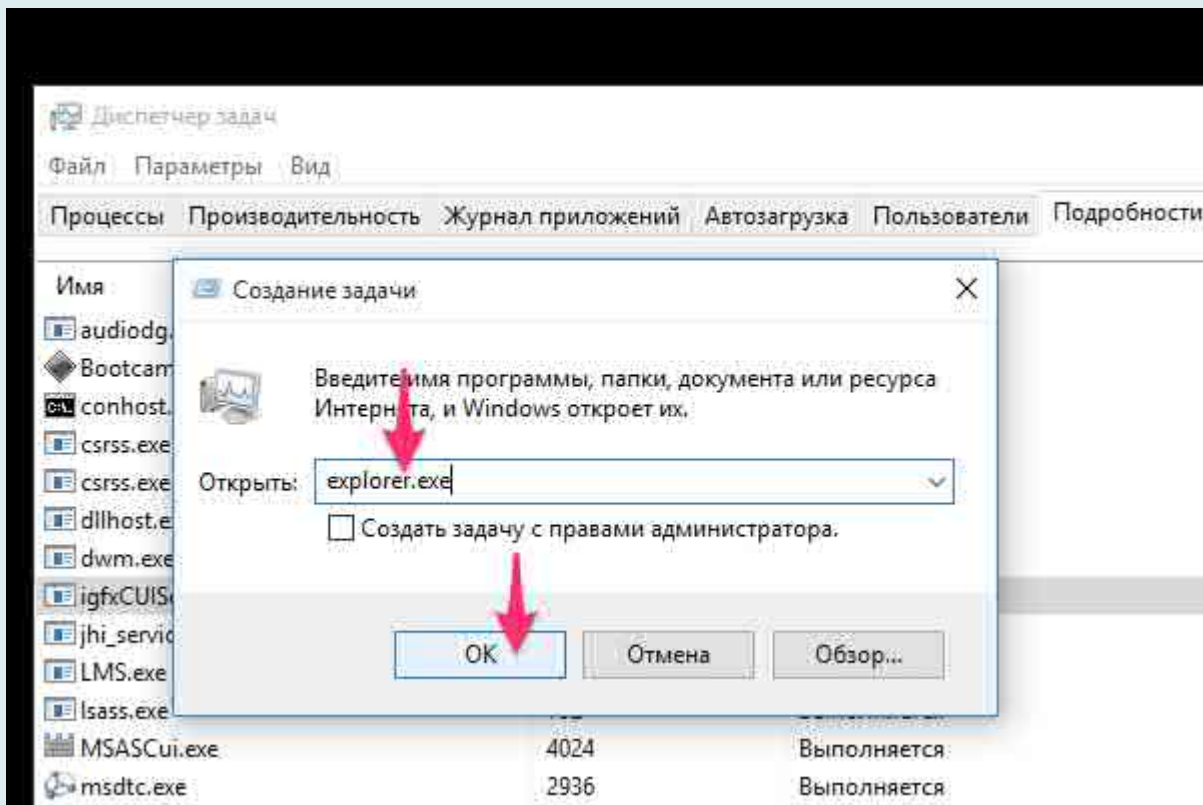 Диспетчер задач
Файл Параметры Вид
Процессы Производительность Журнал приложений Автозагрузка Пользователи Подробности
Имя
Создание задачи
audiodg.
Bootcam
conhost.
csrss.exe
csrss.exe
dllhost.e
dwm.exe
igfxCUISe
jhi_servic
LMS.exe
lsass.exe
Введите имя программы, папки, документа или ресурса
Интернета, и Windows откроет их.
Открыть: explorer.exe
Создать задачу с правами администратора.
OK Отмена Обзор...
MSASCui.exe 4024 Выполняется
msdtc.exe 2936 Выполняется